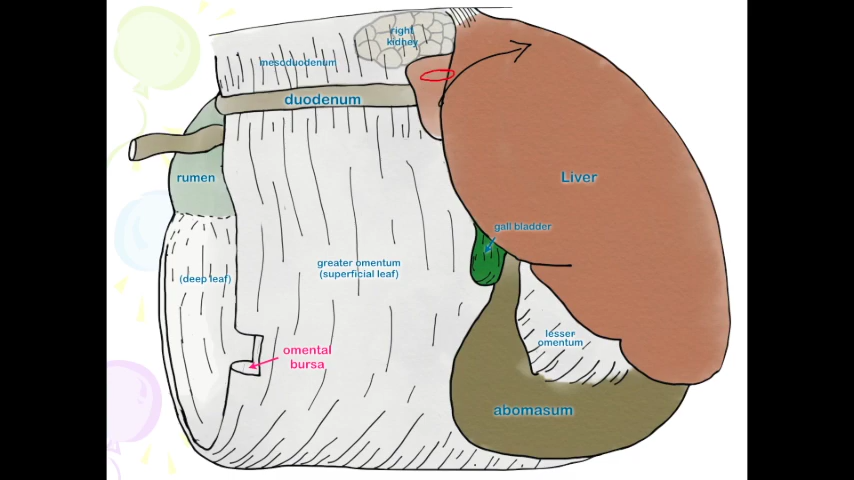 right
kidney
mesoduodenum
duodenum
rumen
Liver
gall bladder
greater omentum
(superficial leaf)
(deep leaf)
lesser
omentum
omental
bursa
abomasum